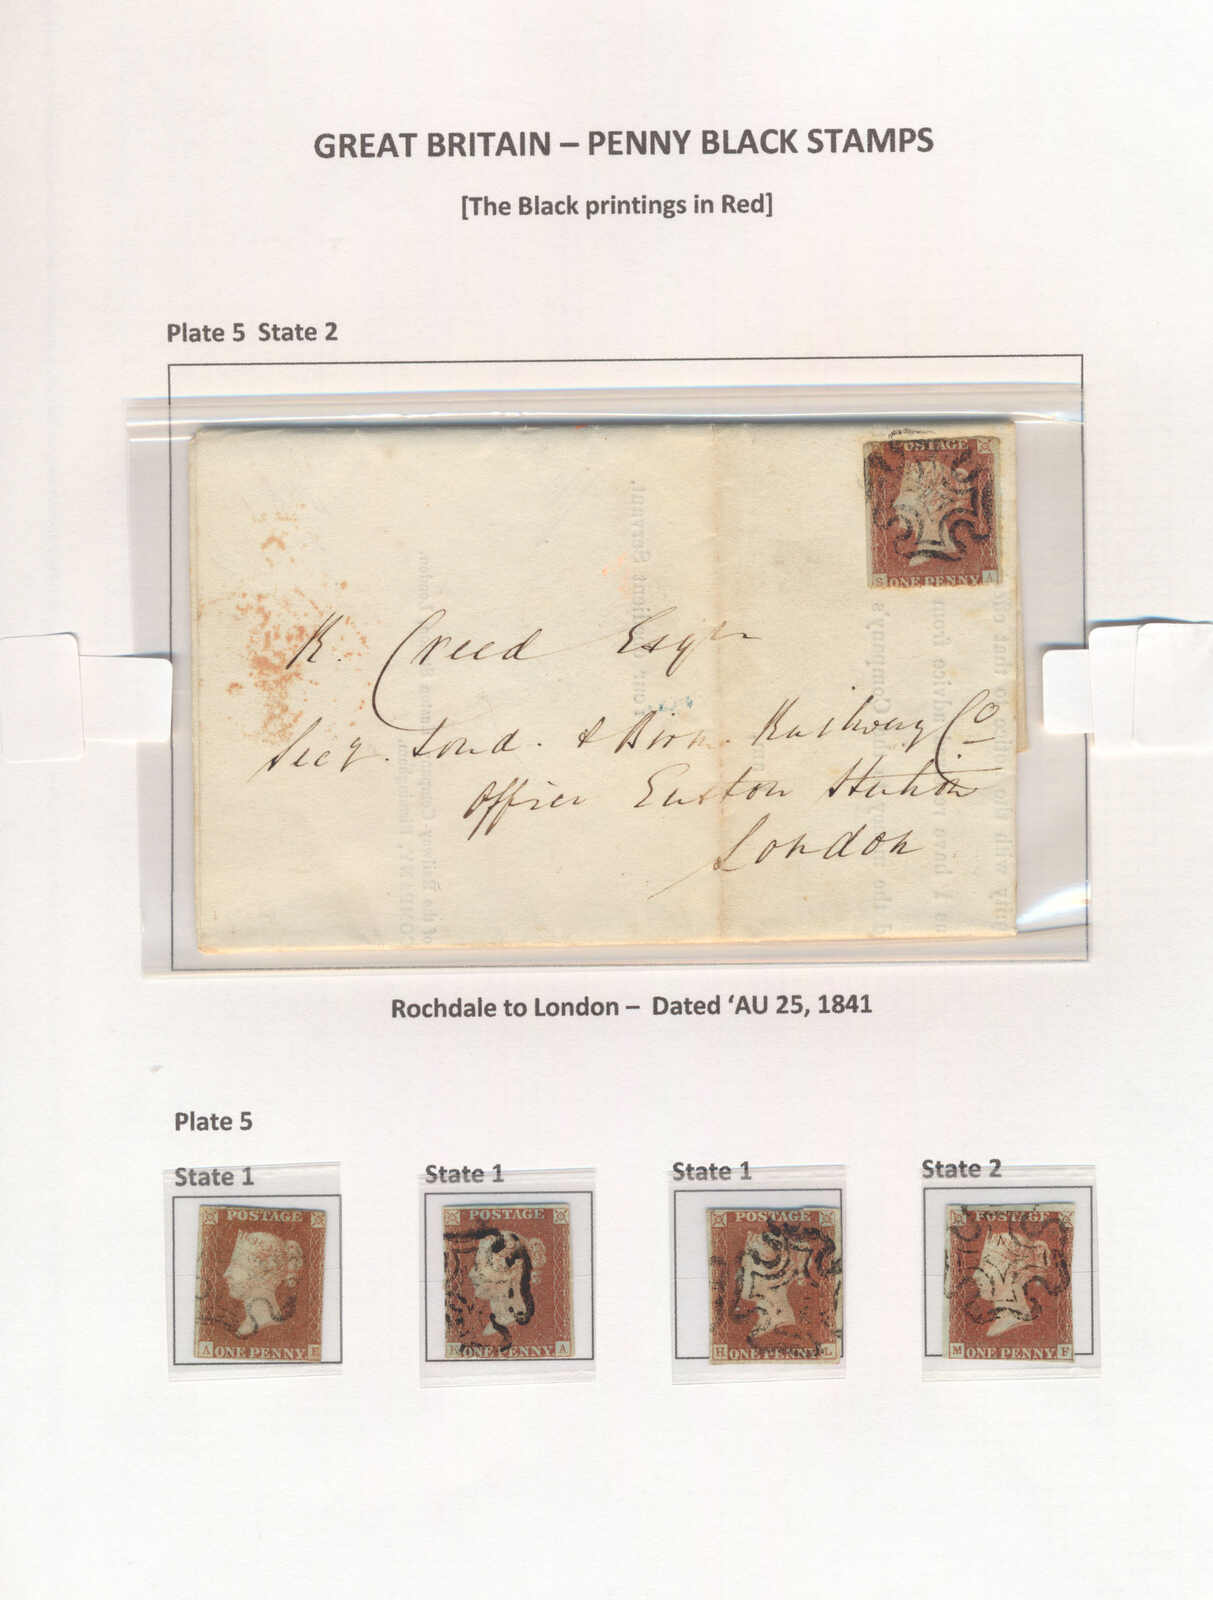 GREAT BRITAIN – PENNY BLACK STAMPS
[The Black printings in Red]
Plate 5 State 2
POSTAGE
S ONE PENNY A
R. Creed Esqr
Secy. Lond. & Birm. Railway Co
Office Euston Station
London
Rochdale to London – Dated ‘AU 25, 1841
Plate 5
State 1
State 1
State 1
State 2
POSTAGE
A ONE PENNY E
POSTAGE
K ONE PENNY A
POSTAGE
H ONE PENNY L
POSTAGE
M ONE PENNY F